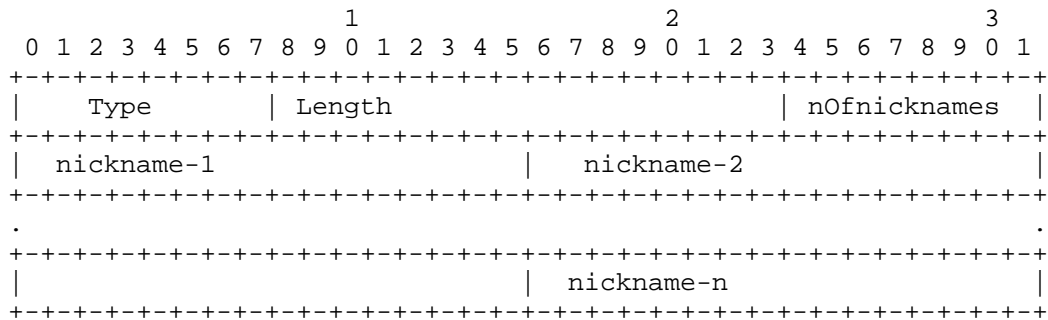 1                   2                   3
 0 1 2 3 4 5 6 7 8 9 0 1 2 3 4 5 6 7 8 9 0 1 2 3 4 5 6 7 8 9 0 1
+-+-+-+-+-+-+-+-+-+-+-+-+-+-+-+-+-+-+-+-+-+-+-+-+-+-+-+-+-+-+-+-+
|    Type       | Length                        | nOfnicknames  |
+-+-+-+-+-+-+-+-+-+-+-+-+-+-+-+-+-+-+-+-+-+-+-+-+-+-+-+-+-+-+-+-+
|  nickname-1                   |   nickname-2                  |
+-+-+-+-+-+-+-+-+-+-+-+-+-+-+-+-+-+-+-+-+-+-+-+-+-+-+-+-+-+-+-+-+
.                                                               .
+-+-+-+-+-+-+-+-+-+-+-+-+-+-+-+-+-+-+-+-+-+-+-+-+-+-+-+-+-+-+-+-+
|                               |  nickname-n                   |
+-+-+-+-+-+-+-+-+-+-+-+-+-+-+-+-+-+-+-+-+-+-+-+-+-+-+-+-+-+-+-+-+